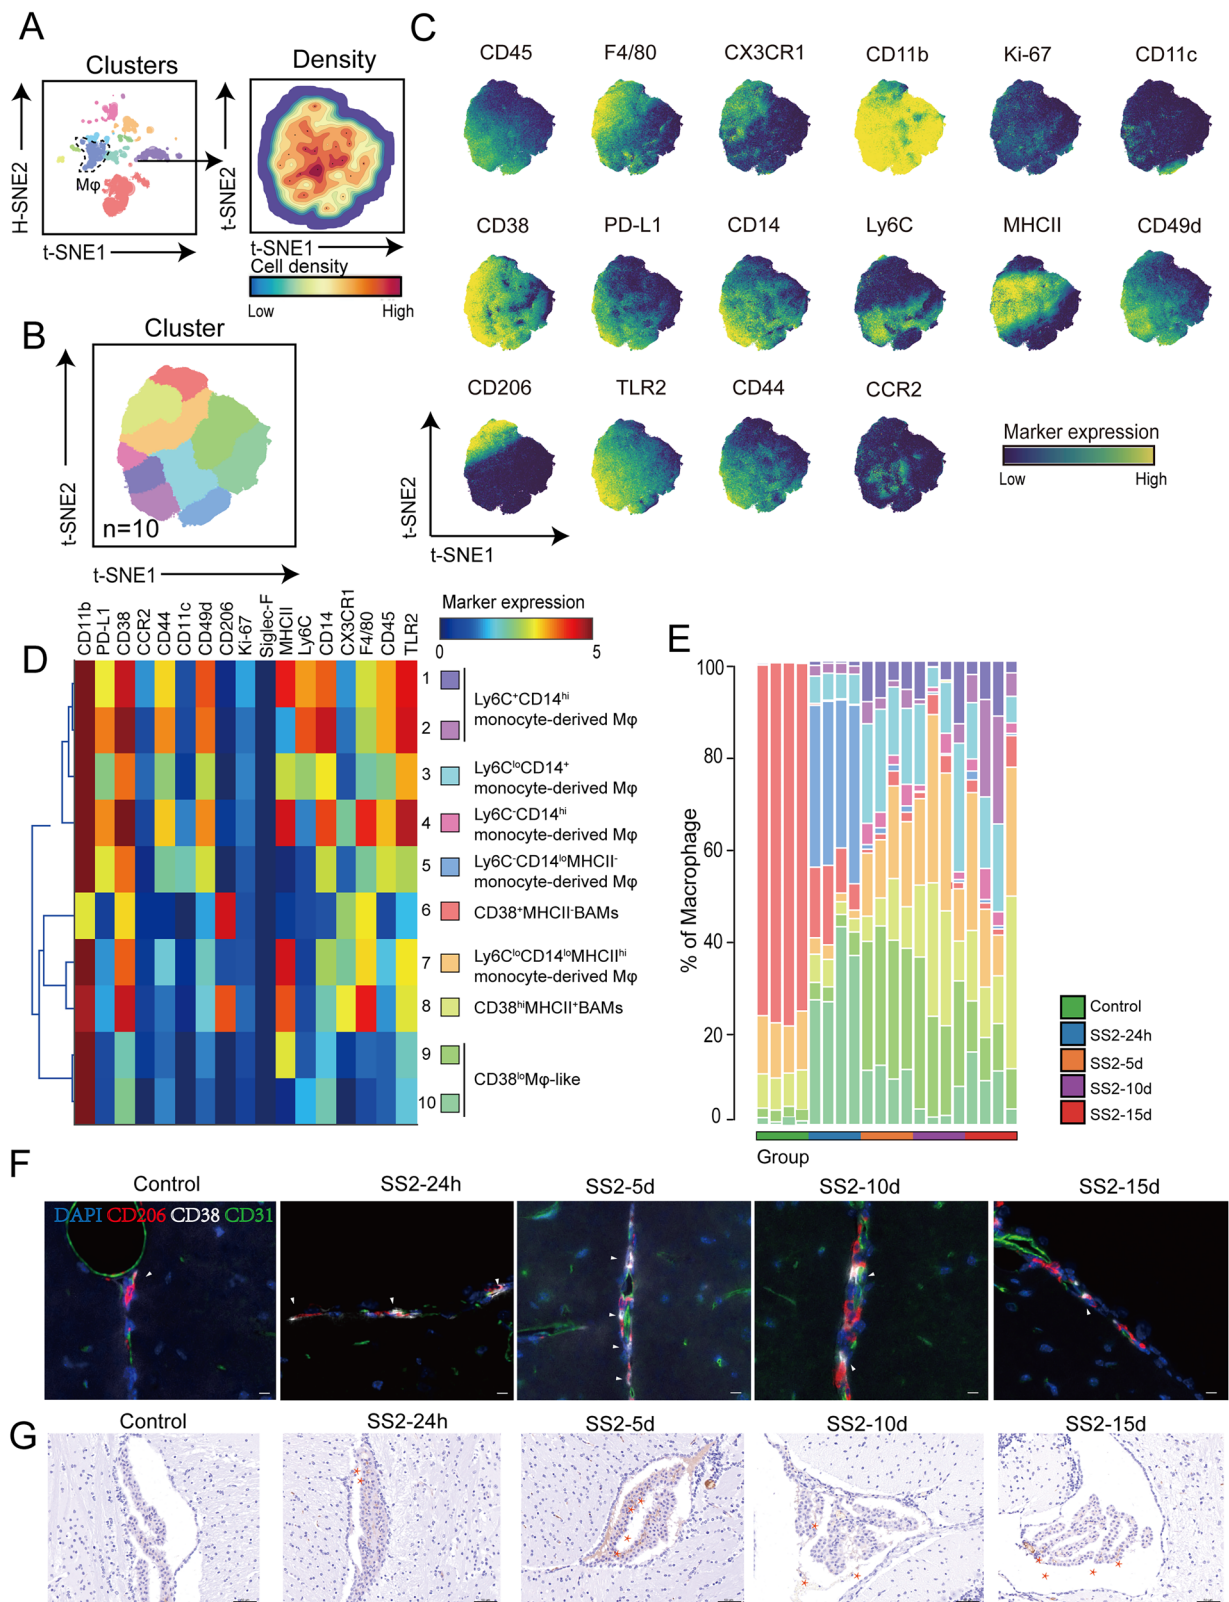 A
Clusters
H-SNE2
Mφ
t-SNE1
Density
t-SNE2
t-SNE1
Cell density
Low High
B
Cluster
t-SNE2
n=10
t-SNE1
C
CD45 F4/80 CX3CR1 CD11b Ki-67 CD11c
CD38 PD-L1 CD14 Ly6C MHCII CD49d
CD206 TLR2 CD44 CCR2
t-SNE2
t-SNE1
Marker expression
Low High
D
CD11b PD-L1 CD38 CCR2 CD44 CD11c CD49d CD206 Ki-67 Siglec-F MHCII Ly6C CD14 CX3CR1 F4/80 CD45 TLR2
Marker expression
0 5
1
2
Ly6C⁺CD14ʰⁱ
monocyte-derived Mφ
3
Ly6CˡᵒCD14⁺
monocyte-derived Mφ
4
Ly6C⁻CD14ʰⁱ
monocyte-derived Mφ
5
Ly6C⁻CD14ˡᵒMHCII⁻
monocyte-derived Mφ
6 CD38⁺MHCII⁻BAMs
7
Ly6CˡᵒCD14ˡᵒMHCIIʰⁱ
monocyte-derived Mφ
8 CD38ʰⁱMHCII⁺BAMs
9
10
CD38ˡᵒMφ-like
E
% of Macrophage
100
80
60
40
20
0
Group
Control
SS2-24h
SS2-5d
SS2-10d
SS2-15d
F
Control SS2-24h SS2-5d SS2-10d SS2-15d
DAPI CD206 CD38 CD31
G
Control SS2-24h SS2-5d SS2-10d SS2-15d